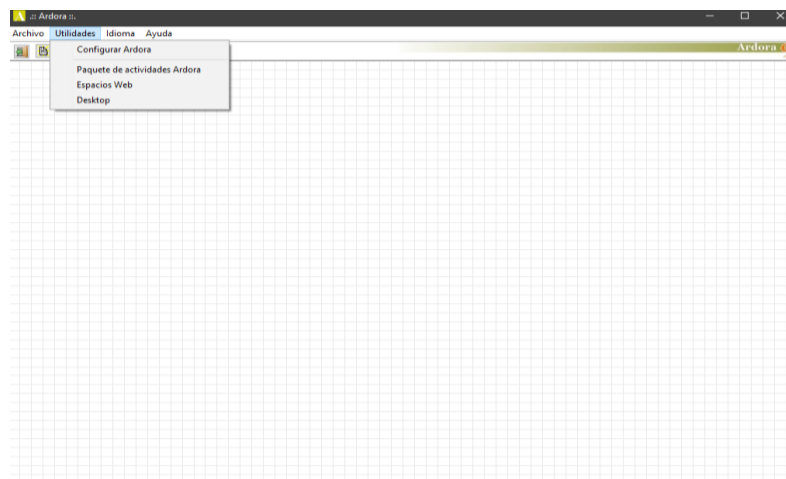 .:: Ardora ::.
Archivo Utilidades Idioma Ayuda
Configurar Ardora
Ardora
Paquete de actividades Ardora
Espacios Web
Desktop